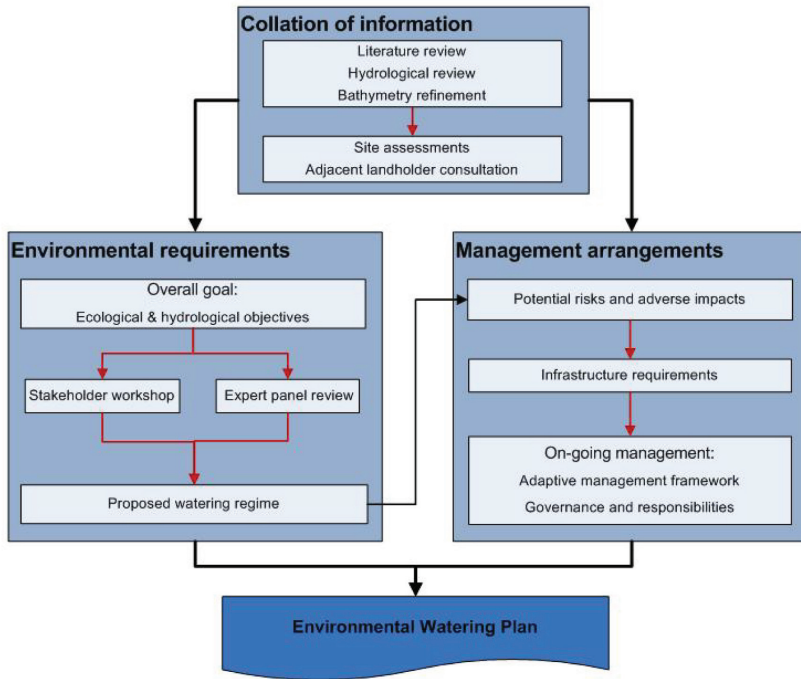 Collation of information
Literature review
Hydrological review
Bathymetry refinement
Site assessments
Adjacent landholder consultation
Environmental requirements
Overall goal:
Ecological & hydrological objectives
Stakeholder workshop
Expert panel review
Proposed watering regime
Management arrangements
Potential risks and adverse impacts
Infrastructure requirements
On-going management:
Adaptive management framework
Governance and responsibilities
Environmental Watering Plan